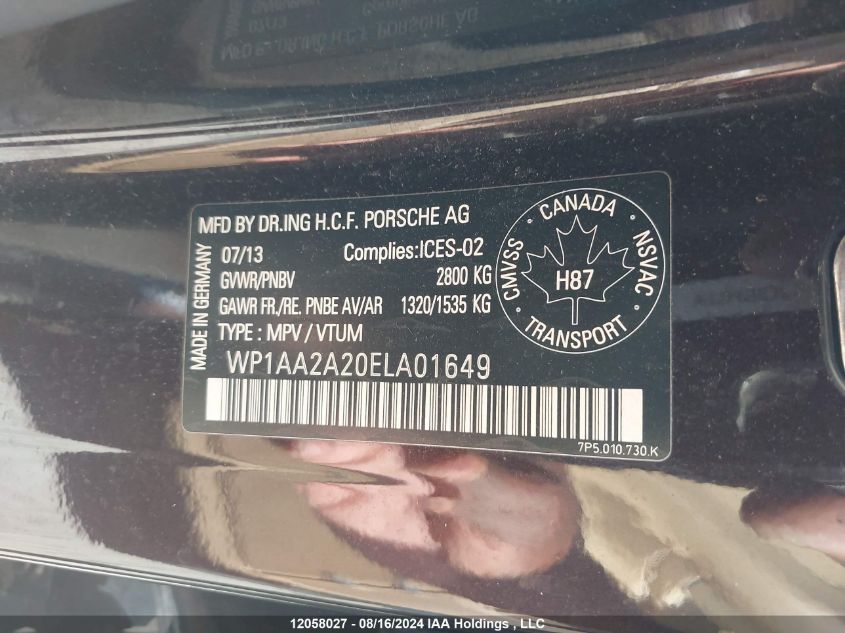 MADE IN GERMANY
MFD BY DR.ING H.C.F. PORSCHE AG
07/13 Complies:ICES-02
GVWR/PNBV 2800 KG
GAWR FR./RE. PNBE AV/AR 1320/1535 KG
TYPE : MPV / VTUM
WP1AA2A20ELA01649
CANADA
CMVSS
NSVAC
H87
TRANSPORT
7P5.010.730.K
12058027 - 08/16/2024 IAA Holdings, LLC